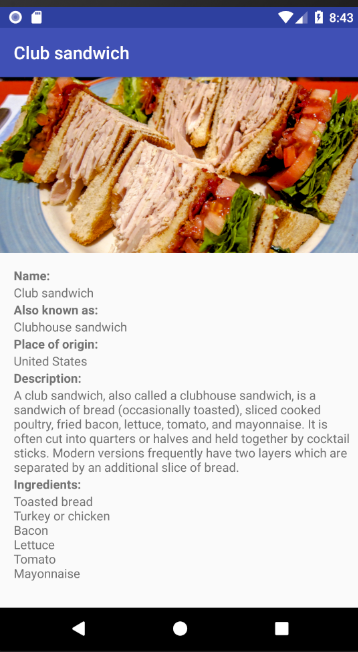 8:43
Club sandwich
Name:
Club sandwich
Also known as:
Clubhouse sandwich
Place of origin:
United States
Description:
A club sandwich, also called a clubhouse sandwich, is a
sandwich of bread (occasionally toasted), sliced cooked
poultry, fried bacon, lettuce, tomato, and mayonnaise. It is
often cut into quarters or halves and held together by cocktail
sticks. Modern versions frequently have two layers which are
separated by an additional slice of bread.
Ingredients:
Toasted bread
Turkey or chicken
Bacon
Lettuce
Tomato
Mayonnaise